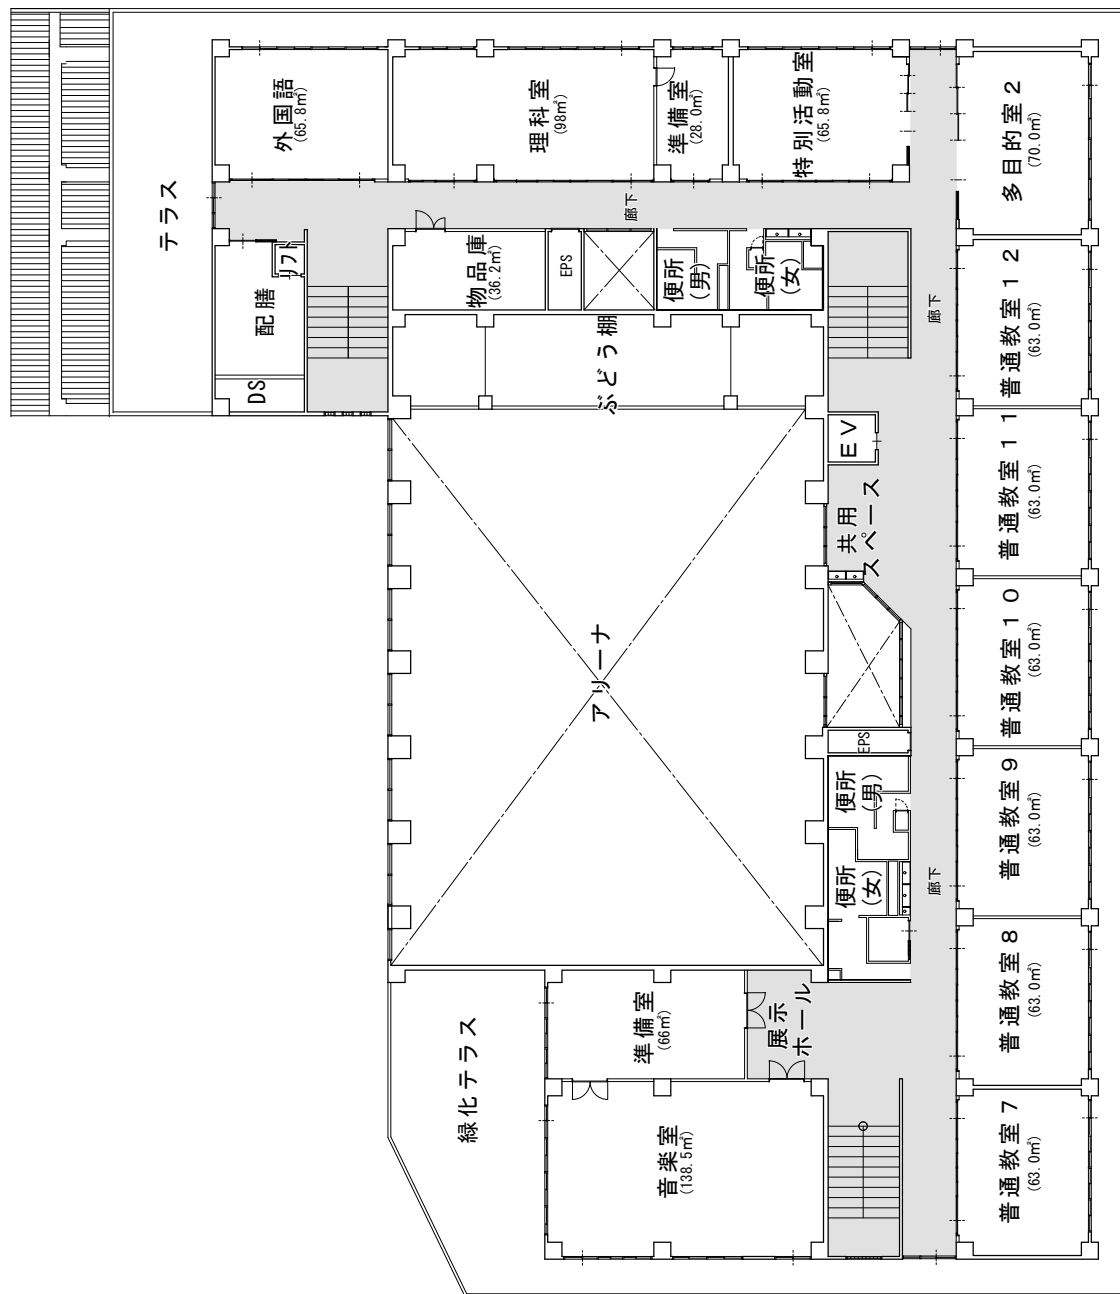 テラス
外国語
(65.8㎡)
理科室
(98㎡)
準備室
(28.0㎡)
特別活動室
(65.8㎡)
多目的室2
(70.0㎡)
廊下
配膳
リフト
DS
物品庫
(36.2㎡)
EPS
便所
(男)
便所
(女)
ぶどう棚
廊下
普通教室12
(63.0㎡)
EV
共用
スペース
普通教室11
(63.0㎡)
アリーナ
普通教室10
(63.0㎡)
EPS
便所
(男)
便所
(女)
廊下
普通教室9
(63.0㎡)
普通教室8
(63.0㎡)
緑化テラス
準備室
(66㎡)
展示
ホール
音楽室
(138.5㎡)
普通教室7
(63.0㎡)